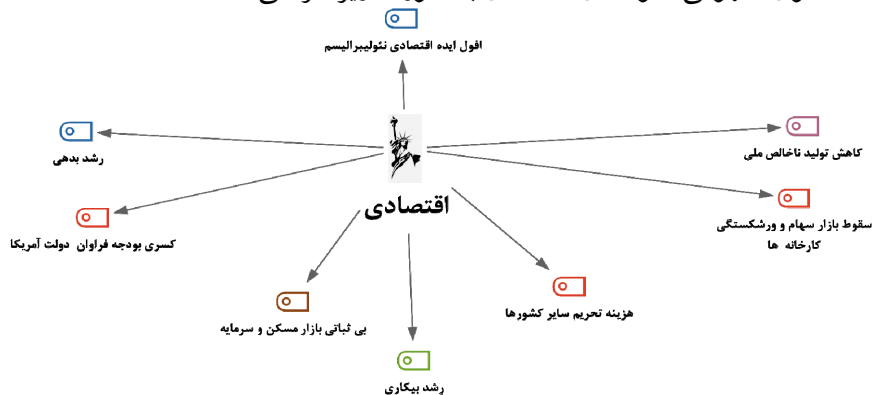 افول ایده اقتصادی نئولیبرالیسم
کاهش تولید ناخالص ملی
رشد بدهی
سقوط بازار سهام و ورشکستگی
کارخانه ها
اقتصادی
کسری بودجه فراوان دولت آمریکا
هزینه تحریم سایر کشورها
بی ثباتی بازار مسکن و سرمایه
رشد بیکاری